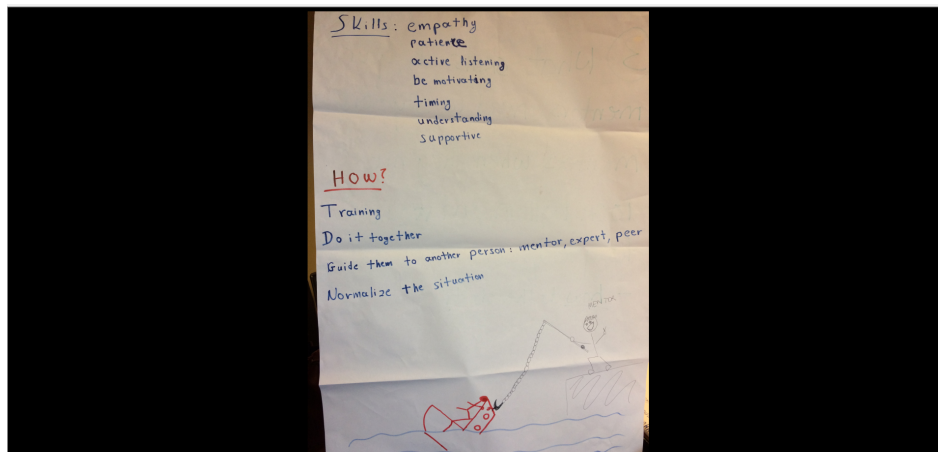 Skills: empathy
patience
active listening
be motivating
timing
understanding
supportive
How?
Training
Do it together
Guide them to another person: mentor, expert, peer
Normalize the situation
MENTOR